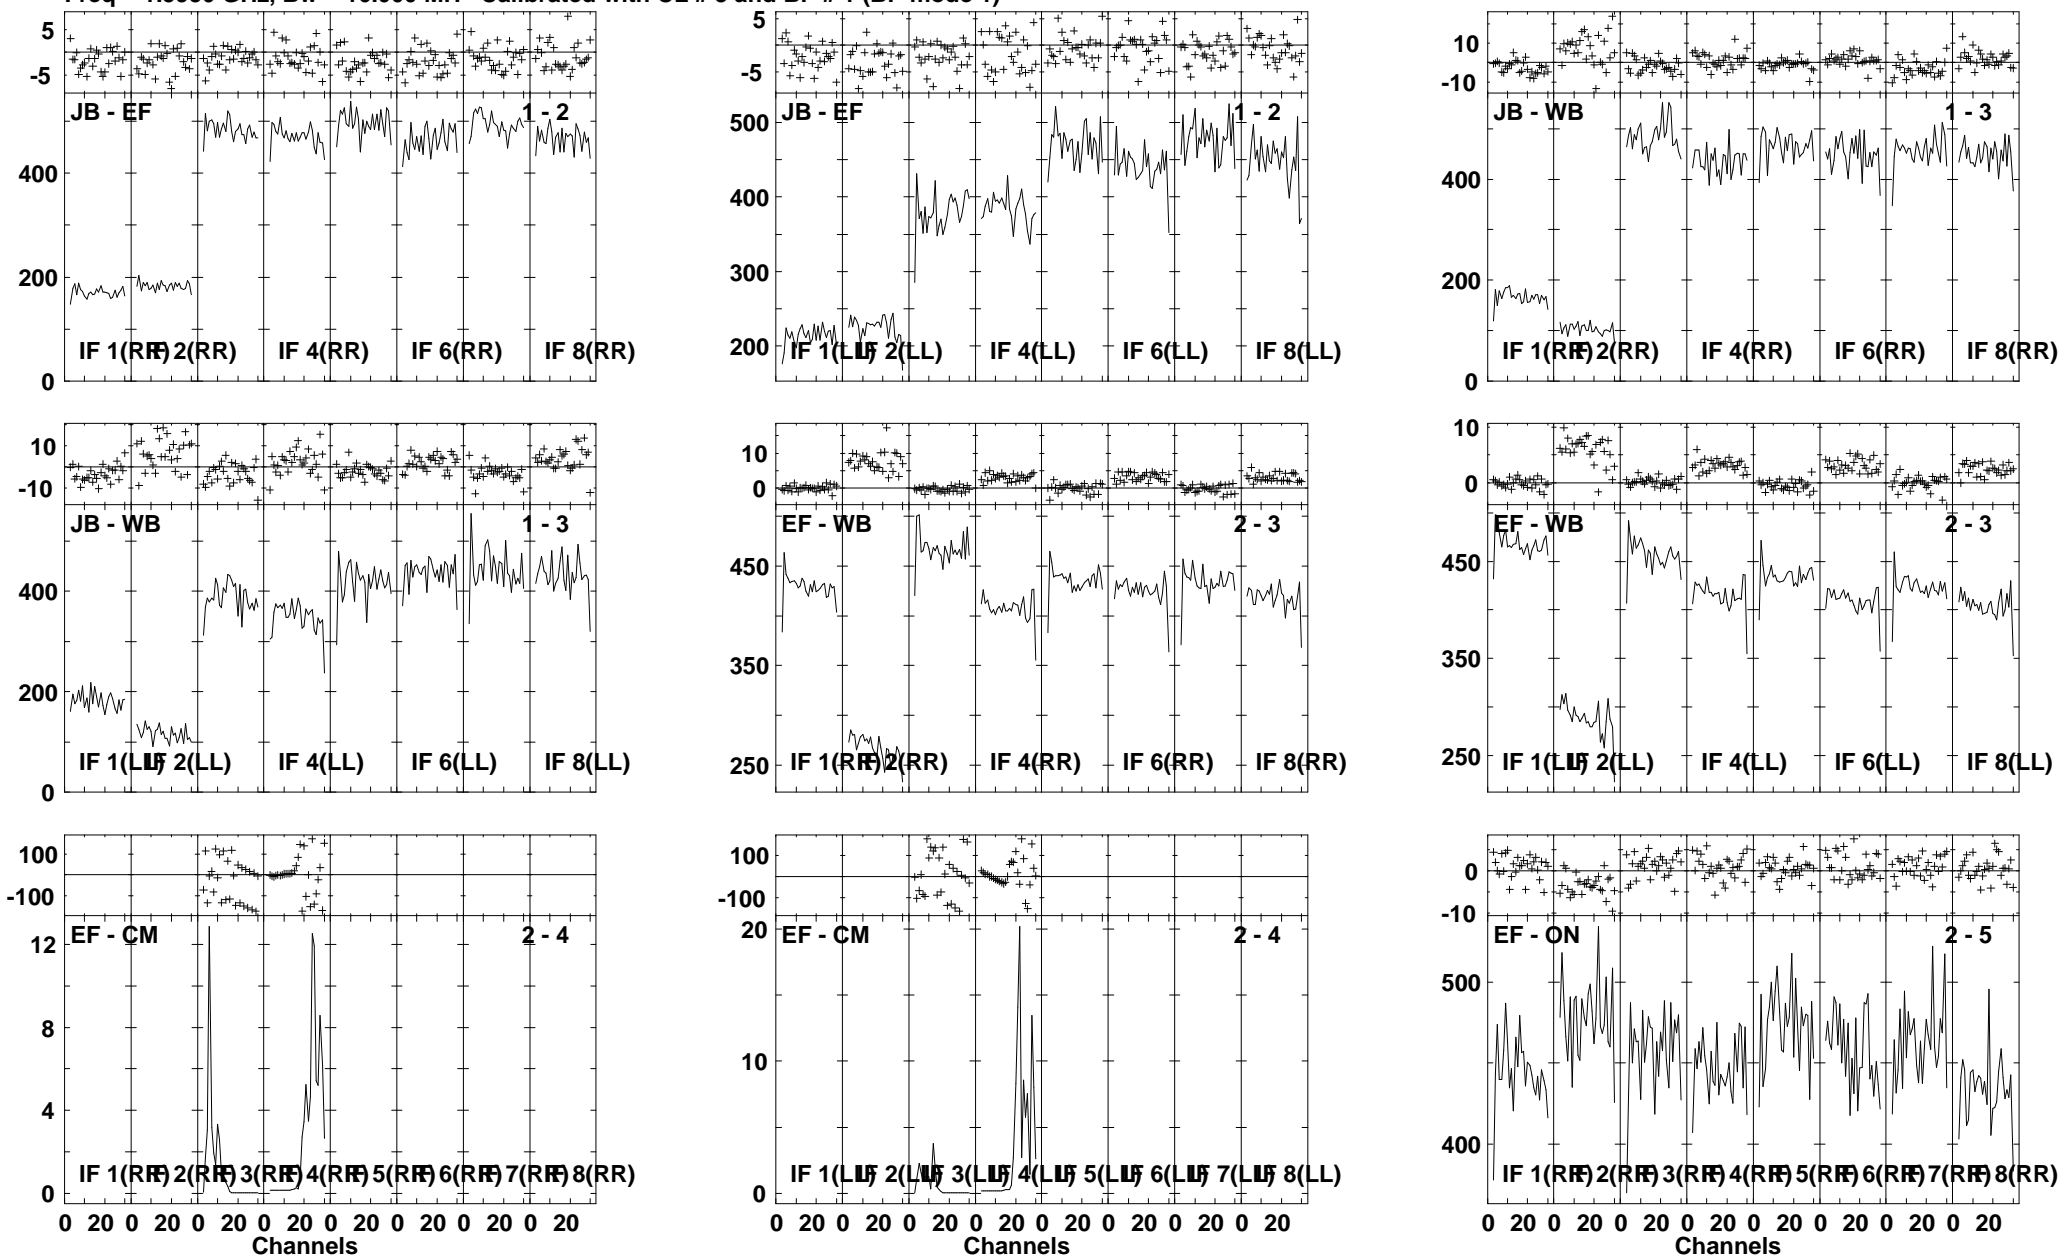 Calibrated with CL # and BP #
5
-5
JB - EF 1 - 2
400
200
IF 1(RR) IF 2(RR) IF 4(RR) IF 6(RR) IF 8(RR)
0
5
-5
JB - EF 1 - 2
500
400
300
200
IF 1(LL) IF 2(LL) IF 4(LL) IF 6(LL) IF 8(LL)
10
-10
JB - WB 1 - 3
400
200
IF 1(RR) IF 2(RR) IF 4(RR) IF 6(RR) IF 8(RR)
0
10
-10
JB - WB 1 - 3
400
200
IF 1(LL) IF 2(LL) IF 4(LL) IF 6(LL) IF 8(LL)
0
10
0
EF - WB 2 - 3
450
350
250
IF 1(RR) IF 2(RR) IF 4(RR) IF 6(RR) IF 8(RR)
10
0
EF - WB 2 - 3
450
350
250
IF 1(LL) IF 2(LL) IF 4(LL) IF 6(LL) IF 8(LL)
100
-100
EF - CM 2 - 4
12
8
4
IF 1(RR) IF 2(RR) IF 3(RR) IF 4(RR) IF 5(RR) IF 6(RR) IF 7(RR) IF 8(RR)
0
0 20 0 20 0 20 0 20 0 20 0 20 0 20 0 20
Channels
100
-100
EF - CM 2 - 4
20
10
IF 1(LL) IF 2(LL) IF 3(LL) IF 4(LL) IF 5(LL) IF 6(LL) IF 7(LL) IF 8(LL)
0
0 20 0 20 0 20 0 20 0 20 0 20 0 20 0 20
Channels
0
-10
EF - ON 2 - 5
500
400
IF 1(RR) IF 2(RR) IF 3(RR) IF 4(RR) IF 5(RR) IF 6(RR) IF 7(RR) IF 8(RR)
0 20 0 20 0 20 0 20 0 20 0 20 0 20 0 20
Channels